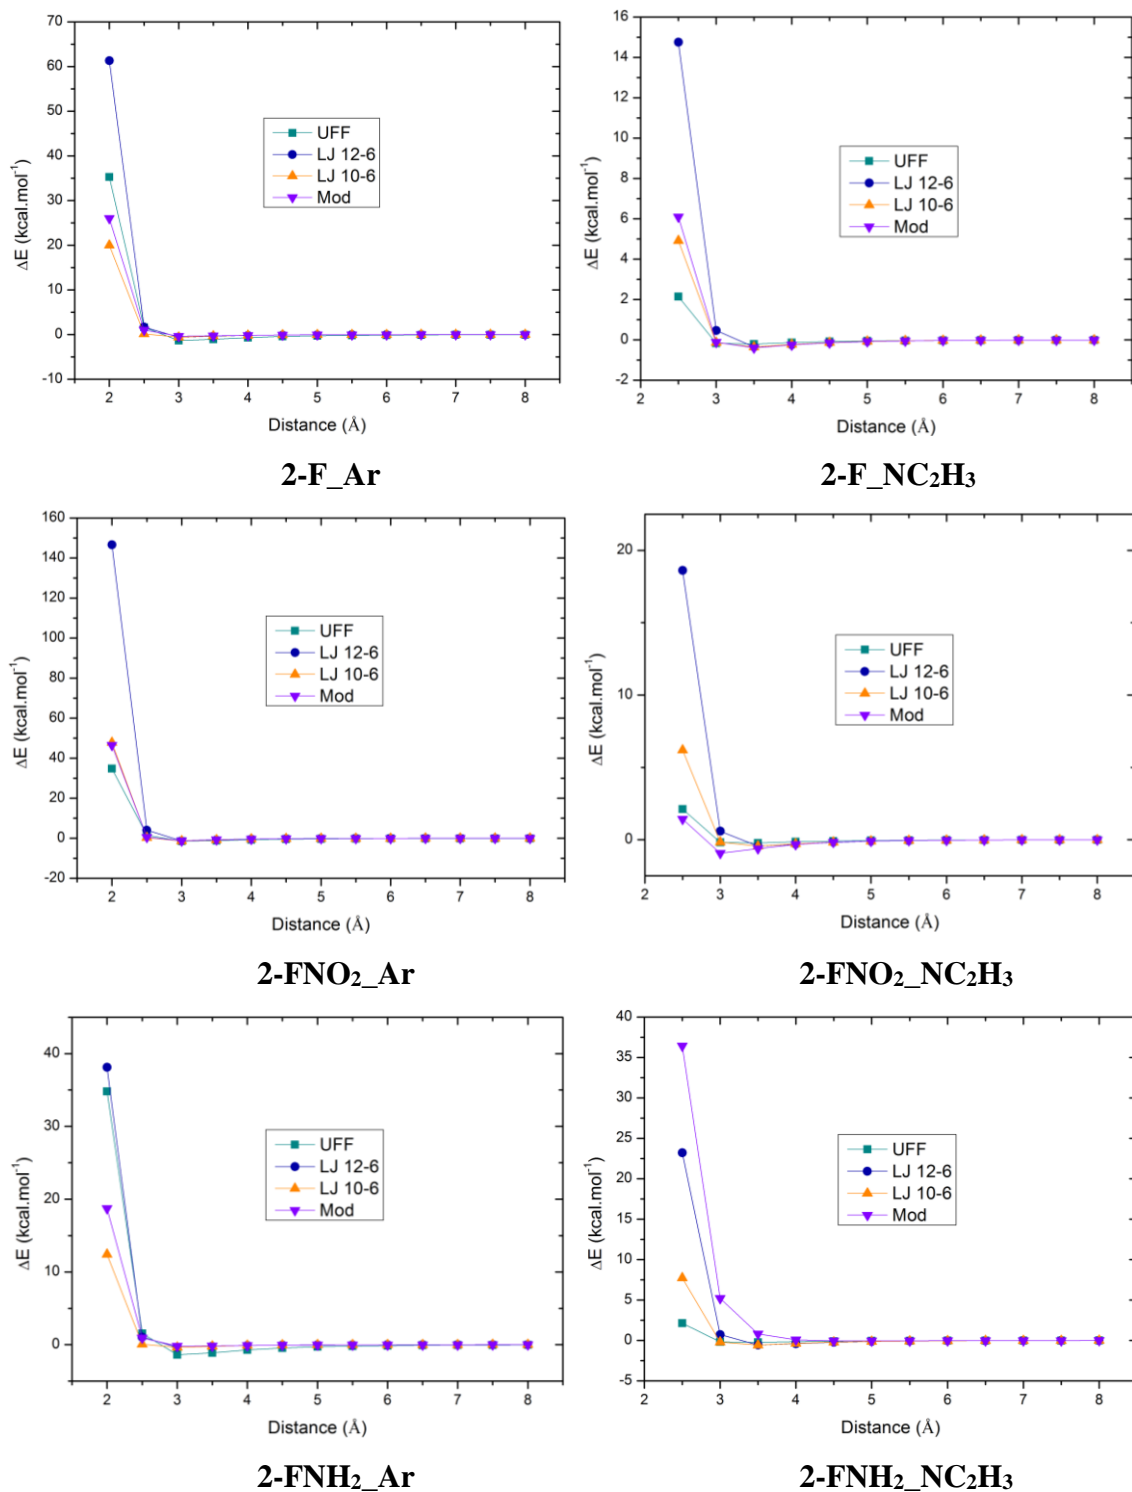 70
60
50
40
30
20
10
0
-10
ΔE (kcal.mol⁻¹)
UFF
LJ 12-6
LJ 10-6
Mod
2 3 4 5 6 7 8
Distance (Å)
2-F_Ar
16
14
12
10
8
6
4
2
0
-2
ΔE (kcal.mol⁻¹)
UFF
LJ 12-6
LJ 10-6
Mod
2 3 4 5 6 7 8
Distance (Å)
2-F_NC₂H₃
160
140
120
100
80
60
40
20
0
-20
ΔE (kcal.mol⁻¹)
UFF
LJ 12-6
LJ 10-6
Mod
2 3 4 5 6 7 8
Distance (Å)
2-FNO₂_Ar
20
10
0
ΔE (kcal.mol⁻¹)
UFF
LJ 12-6
LJ 10-6
Mod
2 3 4 5 6 7 8
Distance (Å)
2-FNO₂_NC₂H₃
40
30
20
10
0
ΔE (kcal.mol⁻¹)
UFF
LJ 12-6
LJ 10-6
Mod
2 3 4 5 6 7 8
Distance (Å)
2-FNH₂_Ar
40
35
30
25
20
15
10
5
0
-5
ΔE (kcal.mol⁻¹)
UFF
LJ 12-6
LJ 10-6
Mod
2 3 4 5 6 7 8
Distance (Å)
2-FNH₂_NC₂H₃